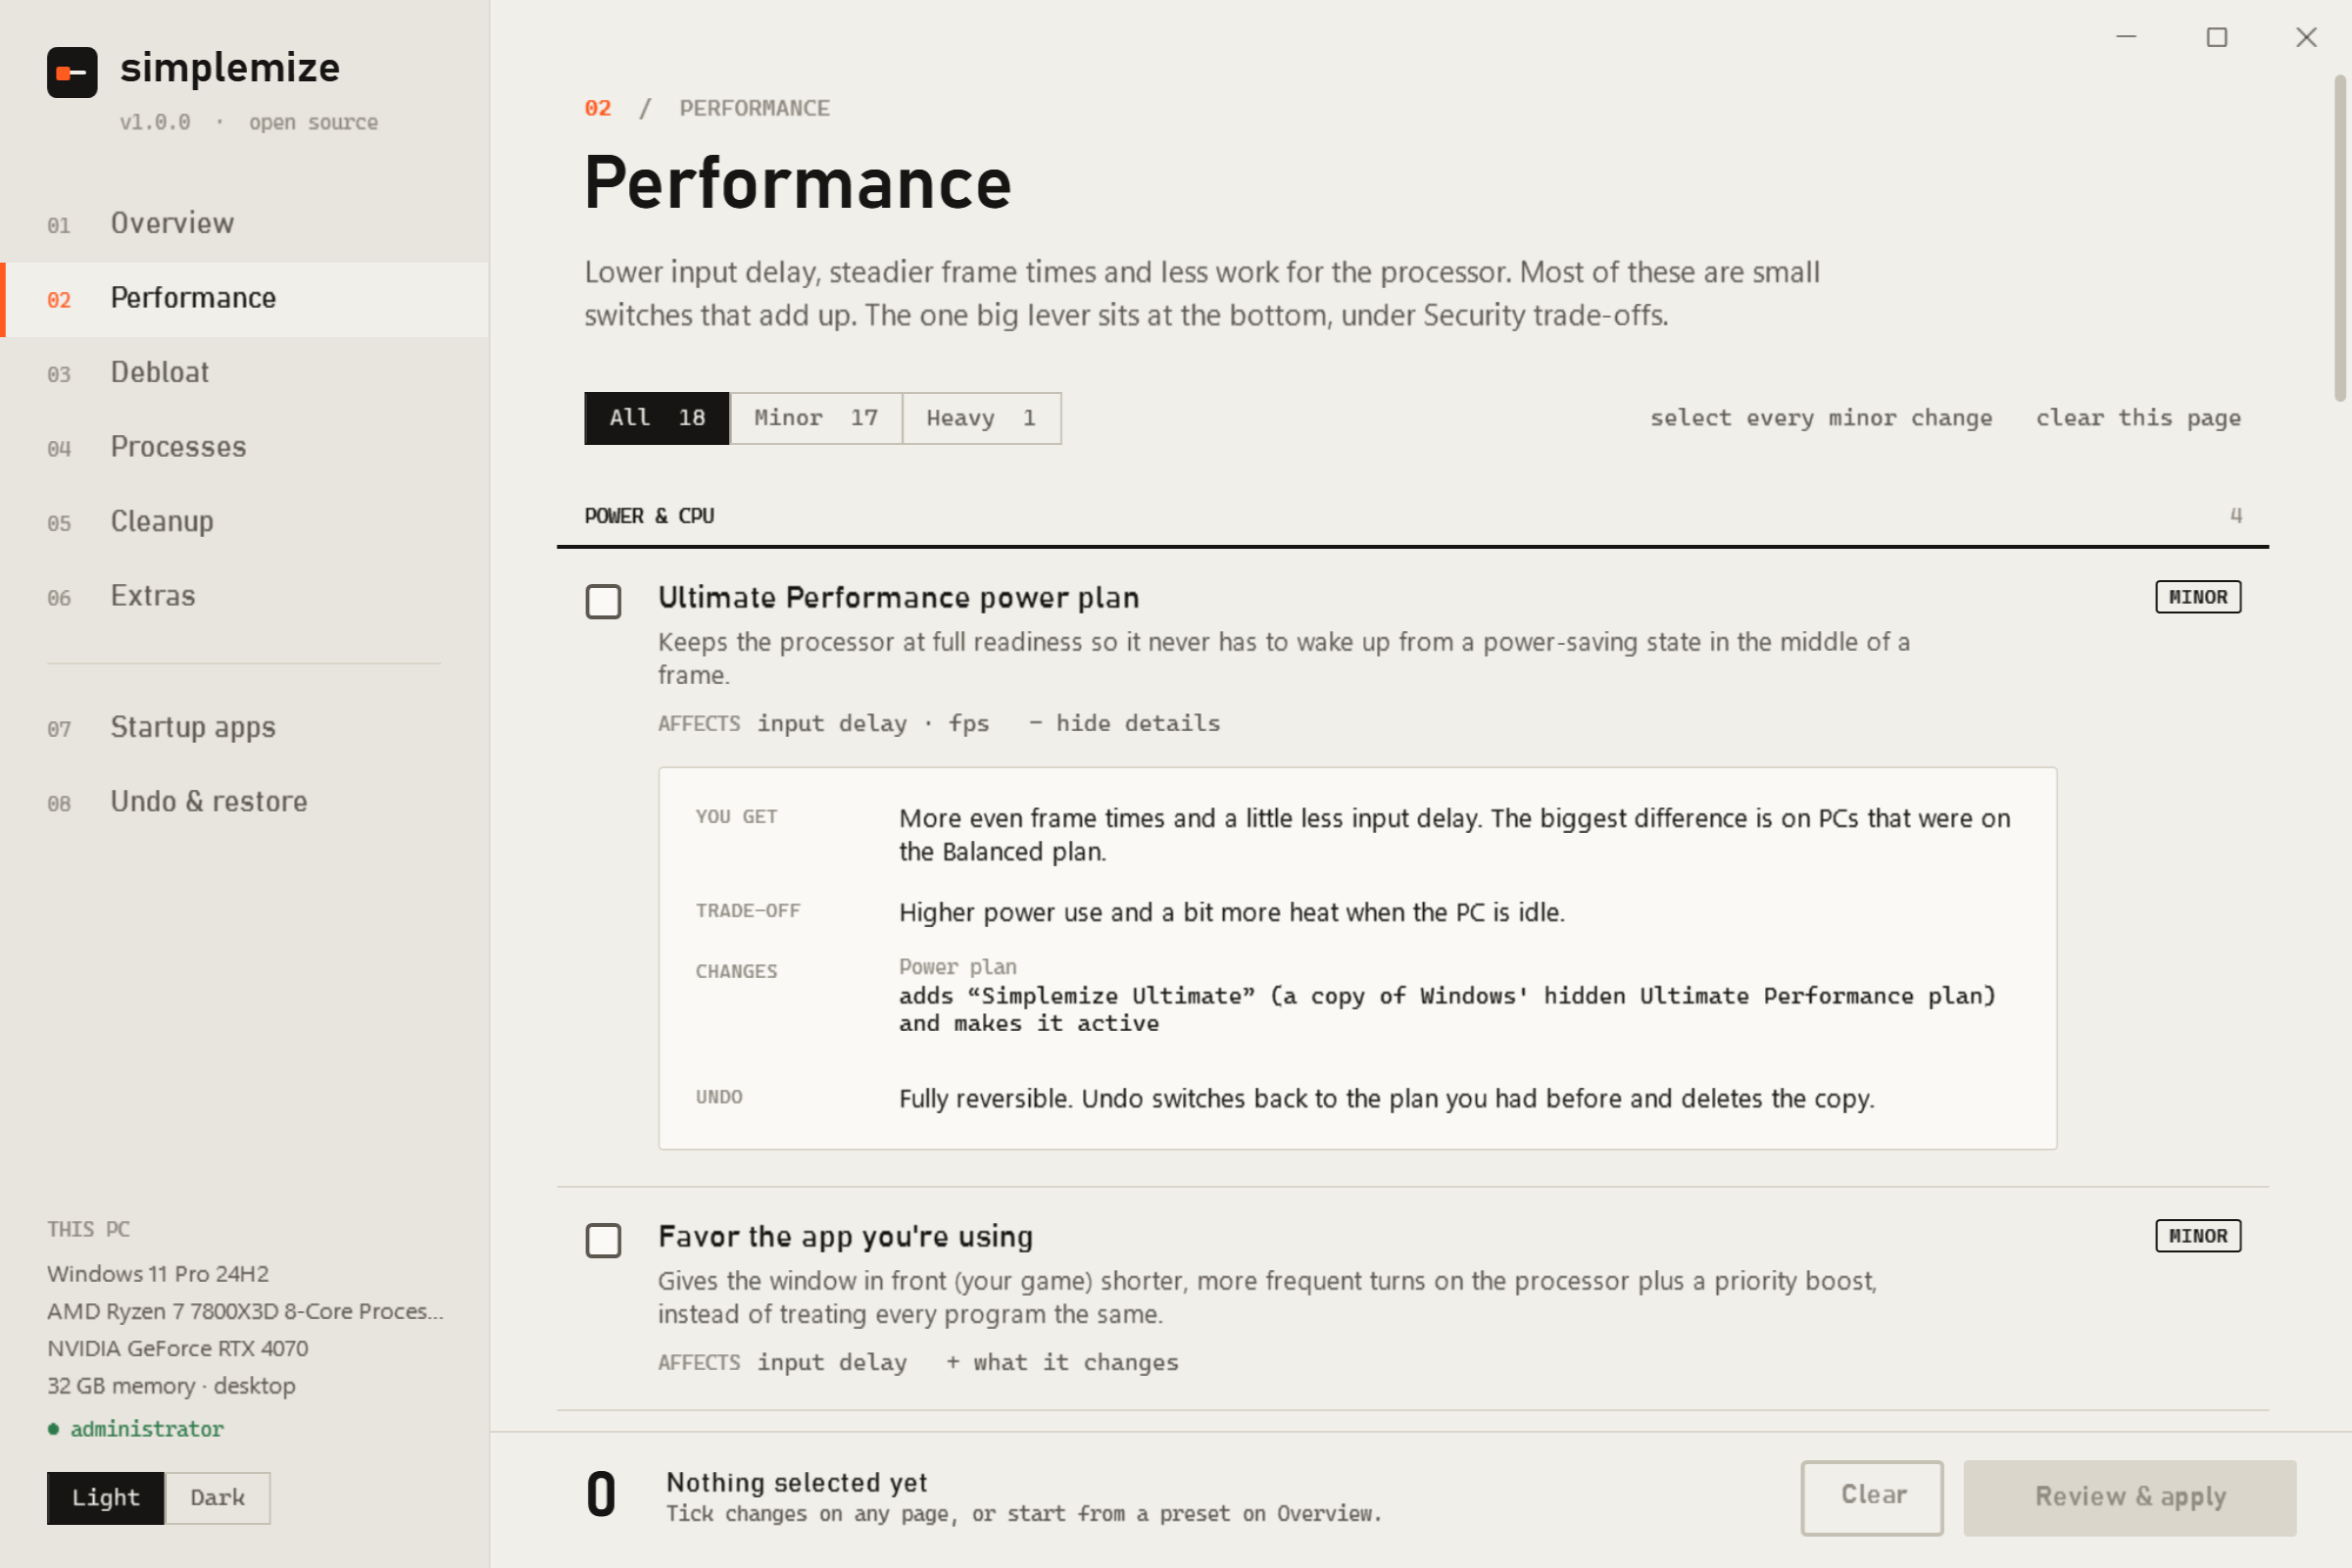 simplemize
v1.0.0 · open source
01 Overview
02 Performance
03 Debloat
04 Processes
05 Cleanup
06 Extras
07 Startup apps
08 Undo & restore
THIS PC
Windows 11 Pro 24H2
AMD Ryzen 7 7800X3D 8-Core Proces...
NVIDIA GeForce RTX 4070
32 GB memory · desktop
administrator
Light Dark
02 / PERFORMANCE
Performance
Lower input delay, steadier frame times and less work for the processor. Most of these are small
switches that add up. The one big lever sits at the bottom, under Security trade-offs.
All 18 Minor 17 Heavy 1
select every minor change clear this page
POWER & CPU 4
Ultimate Performance power plan MINOR
Keeps the processor at full readiness so it never has to wake up from a power-saving state in the middle of a
frame.
AFFECTS input delay · fps − hide details
YOU GET More even frame times and a little less input delay. The biggest difference is on PCs that were on
the Balanced plan.
TRADE-OFF Higher power use and a bit more heat when the PC is idle.
CHANGES Power plan
adds “Simplemize Ultimate” (a copy of Windows' hidden Ultimate Performance plan)
and makes it active
UNDO Fully reversible. Undo switches back to the plan you had before and deletes the copy.
Favor the app you're using MINOR
Gives the window in front (your game) shorter, more frequent turns on the processor plus a priority boost,
instead of treating every program the same.
AFFECTS input delay + what it changes
0 Nothing selected yet
Tick changes on any page, or start from a preset on Overview.
Clear Review & apply